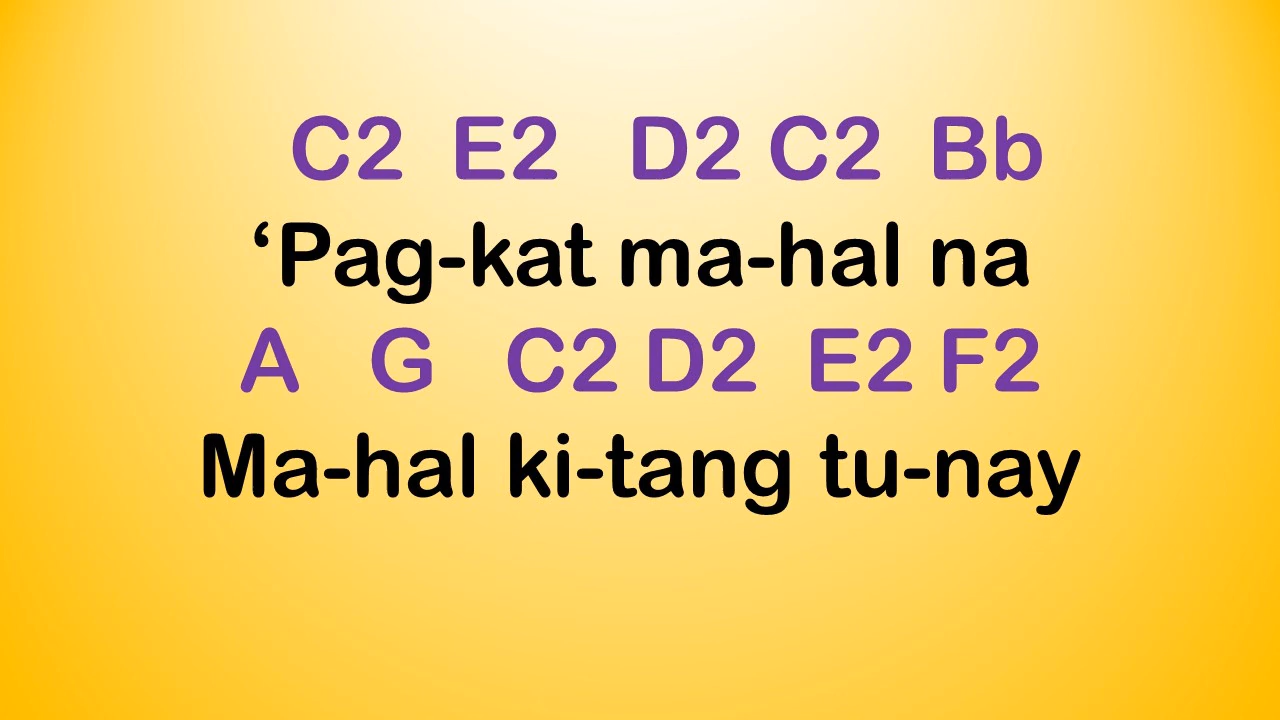 C2 E2 D2 C2 Bb
‘Pag-kat ma-hal na
A G C2 D2 E2 F2
Ma-hal ki-tang tu-nay